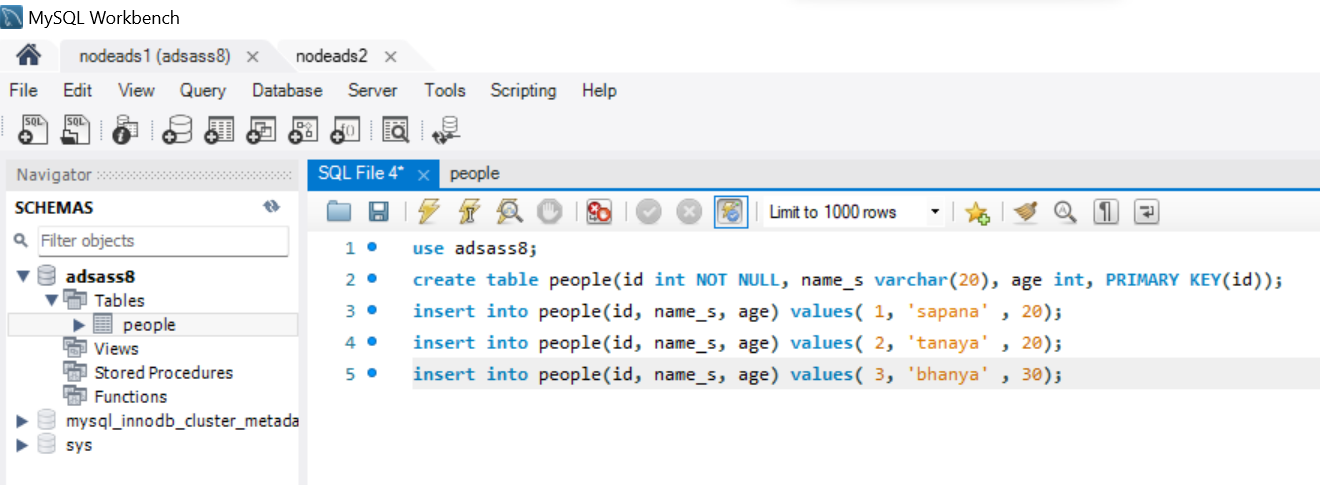 MySQL Workbench
nodeads1 (adsass8) nodeads2
File Edit View Query Database Server Tools Scripting Help
Navigator
SCHEMAS
Filter objects
adsass8
Tables
people
Views
Stored Procedures
Functions
mysql_innodb_cluster_metada
sys
SQL File 4* people
Limit to 1000 rows
1 use adsass8;
2 create table people(id int NOT NULL, name_s varchar(20), age int, PRIMARY KEY(id));
3 insert into people(id, name_s, age) values( 1, 'sapana' , 20);
4 insert into people(id, name_s, age) values( 2, 'tanaya' , 20);
5 insert into people(id, name_s, age) values( 3, 'bhanya' , 30);